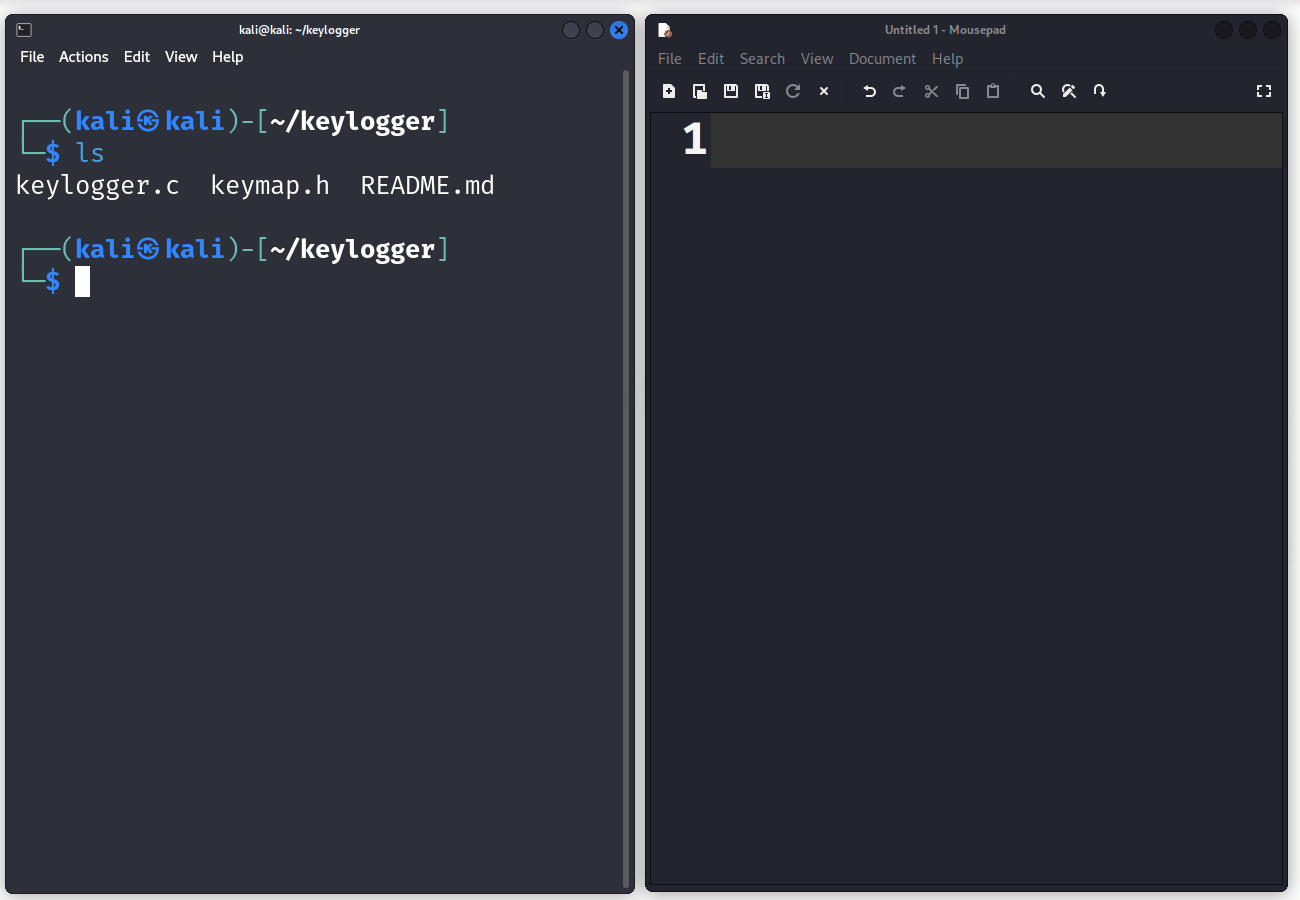 kali@kali: ~/keylogger
File Actions Edit View Help
┌──(kali㉿kali)-[~/keylogger]
└─$ ls
keylogger.c  keymap.h  README.md
┌──(kali㉿kali)-[~/keylogger]
└─$
Untitled 1 - Mousepad
File Edit Search View Document Help
1